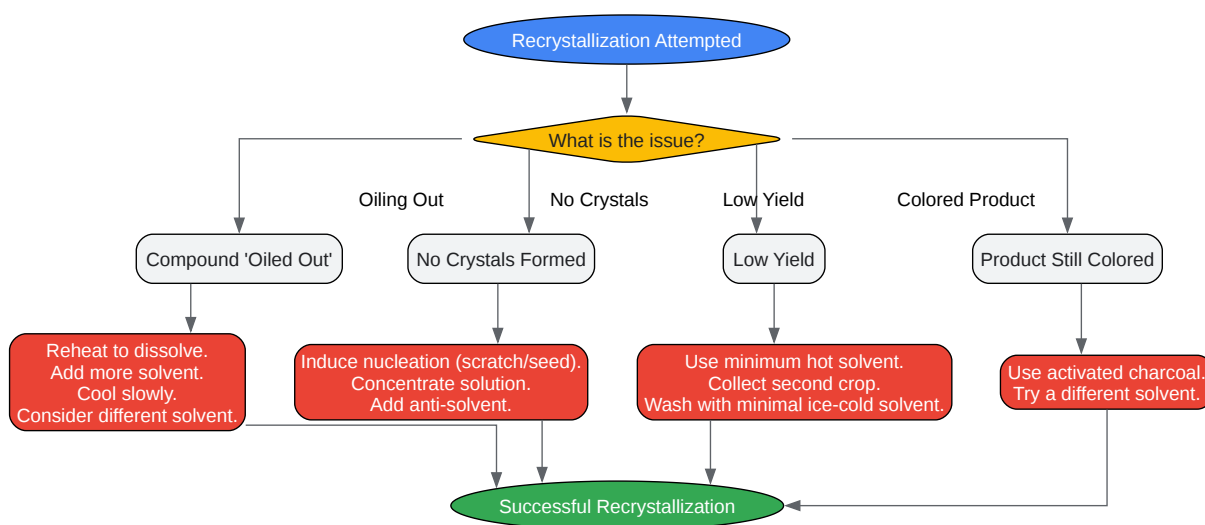 Recrystallization Attempted
What is the issue?
Oiling Out
No Crystals
Low Yield
Colored Product
Compound 'Oiled Out'
No Crystals Formed
Low Yield
Product Still Colored
Reheat to dissolve.
Add more solvent.
Cool slowly.
Consider different solvent.
Induce nucleation (scratch/seed).
Concentrate solution.
Add anti-solvent.
Use minimum hot solvent.
Collect second crop.
Wash with minimal ice-cold solvent.
Use activated charcoal.
Try a different solvent.
Successful Recrystallization